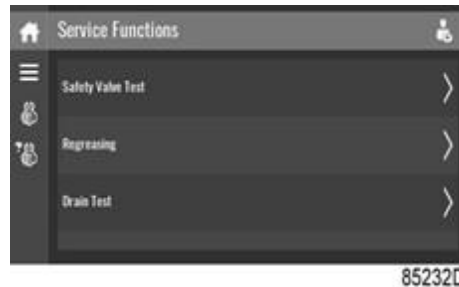 Service Functions
Safety Valve Test
Regreasing
Drain Test
85232D